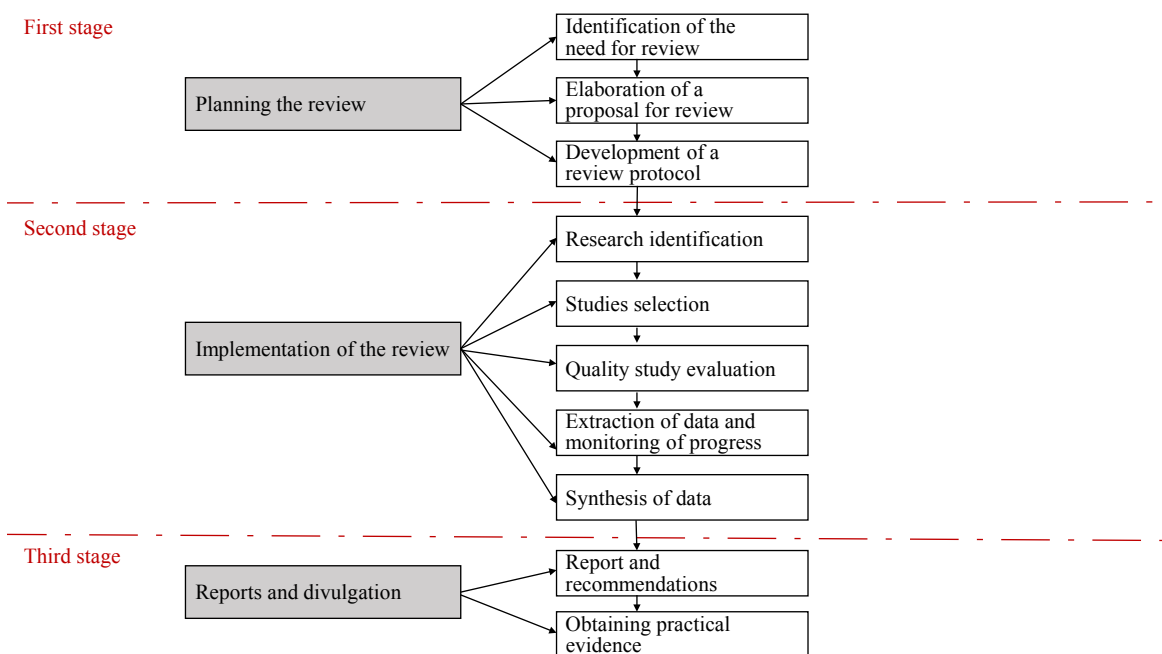 First stage
Identification of the
need for review
Planning the review
Elaboration of a
proposal for review
Development of a
review protocol
Second stage
Research identification
Studies selection
Implementation of the review
Quality study evaluation
Extraction of data and
monitoring of progress
Synthesis of data
Third stage
Report and
recommendations
Reports and divulgation
Obtaining practical
evidence